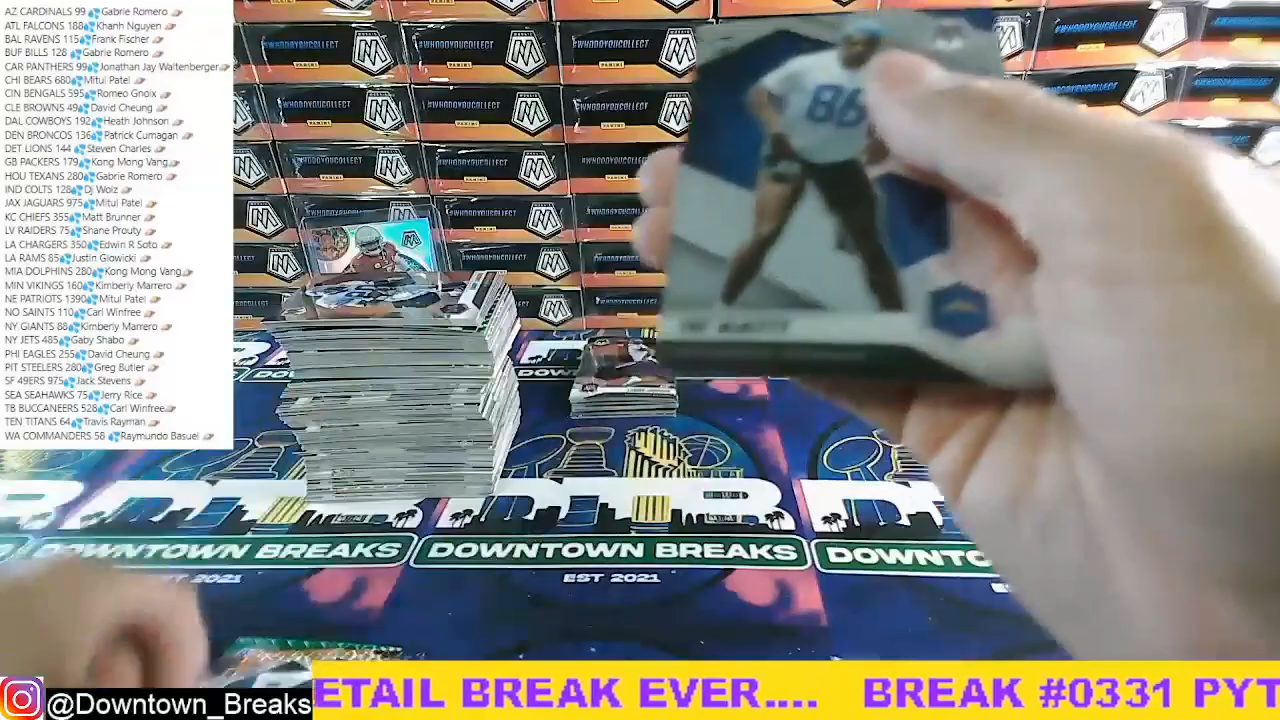 AZ CARDINALS 99💦Gabrie Romero
ATL FALCONS 188💦Khanh Nguyen
BAL RAVENS 115💦Frank Fischer
BUF BILLS 128 💦Gabrie Romero
CAR PANTHERS 99💦Jonathan Jay Waltenberger
CHI BEARS 680💦Mitul Patel
CIN BENGALS 595💦Romeo Gnoix
CLE BROWNS 49💦David Cheung
DAL COWBOYS 192💦Heath Johnson
DEN BRONCOS 136💦Patrick Cumagan
DET LIONS 144💦Steven Charles
GB PACKERS 179💦Kong Mong Vang
HOU TEXANS 280💦Gabrie Romero
IND COLTS 128💦DJ Wolz
JAX JAGUARS 975💦Mitul Patel
KC CHIEFS 355💦Matt Brunner
LV RAIDERS 75💦Shane Prouty
LA CHARGERS 350💦Edwin R Soto
LA RAMS 85💦Justin Glowicki
MIA DOLPHINS 280💦Kong Mong Vang
MIN VIKINGS 160💦Kimberly Marrero
NE PATRIOTS 1390💦Mitul Patel
NO SAINTS 110💦Carl Winfree
NY GIANTS 88💦Kimberly Marrero
NY JETS 485💦Gaby Shabo
PHI EAGLES 255💦David Cheung
PIT STEELERS 280💦Greg Butler
SF 49ERS 975💦Jack Stevens
SEA SEAHAWKS 75💦Jerry Rice
TB BUCCANEERS 528💦Carl Winfree
TEN TITANS 64💦Travis Rayman
WA COMMANDERS 58 💦Raymundo Basuel
#WHODOYOUCOLLECT
PANINI
86
DTB
DOWNTOWN BREAKS
DOWNTOWN BREAKS
DOWNTO
EST 2021
EST 2021
@Downtown_Breaks
ETAIL BREAK EVER.... BREAK #0331 PYT